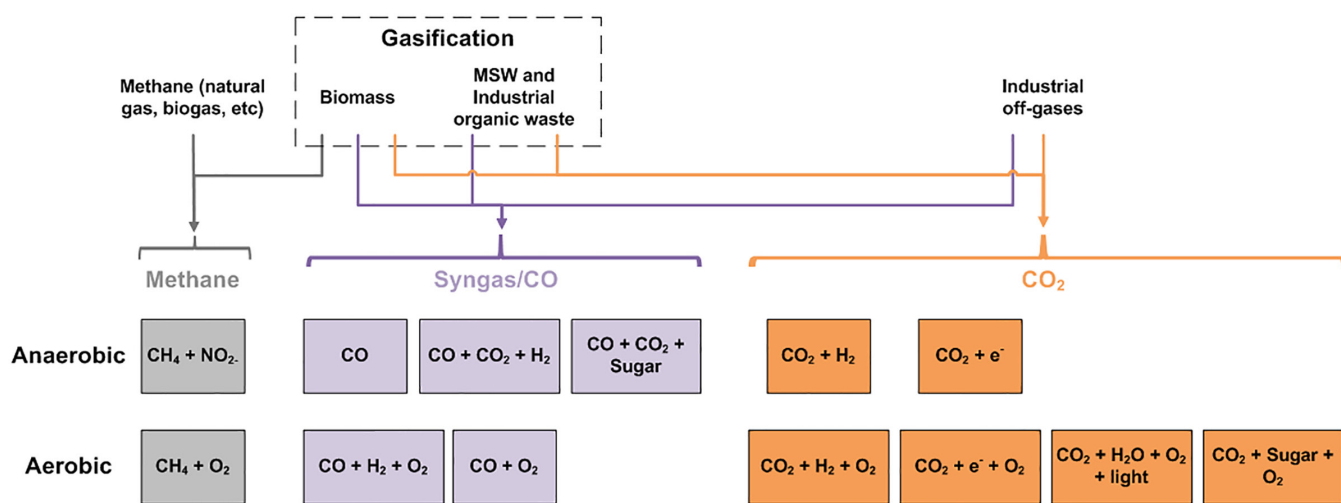 Gasification
Methane (natural
gas, biogas, etc)
Biomass
MSW and
Industrial
organic waste
Industrial
off-gases
Methane
Syngas/CO
CO₂
Anaerobic
CH₄ + NO₂₋
CO
CO + CO₂ + H₂
CO + CO₂ +
Sugar
CO₂ + H₂
CO₂ + e⁻
Aerobic
CH₄ + O₂
CO + H₂ + O₂
CO + O₂
CO₂ + H₂ + O₂
CO₂ + e⁻ + O₂
CO₂ + H₂O + O₂
+ light
CO₂ + Sugar +
O₂